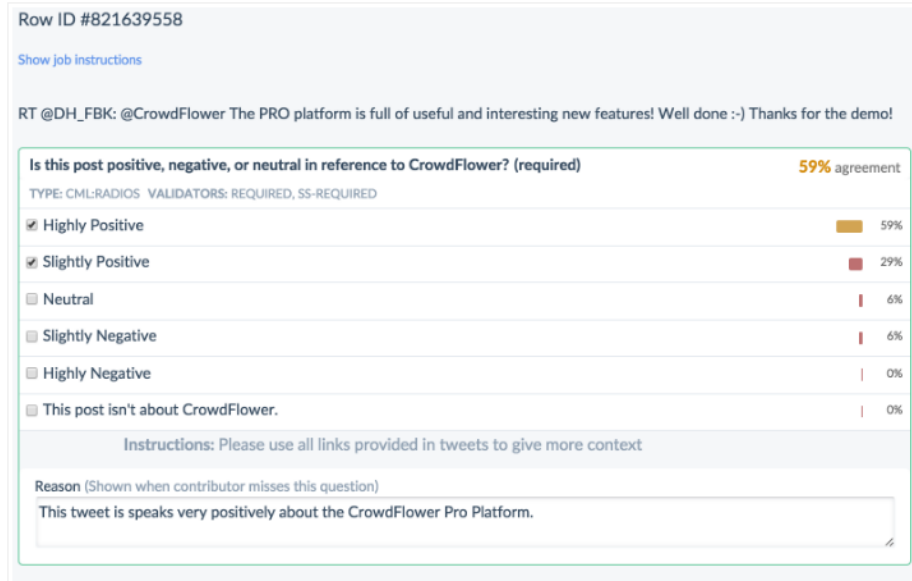 Row ID #821639558
Show job instructions
RT @DH_FBK: @CrowdFlower The PRO platform is full of useful and interesting new features! Well done :-) Thanks for the demo!
Is this post positive, negative, or neutral in reference to CrowdFlower? (required) 59% agreement
TYPE: CML:RADIOS VALIDATORS: REQUIRED, SS-REQUIRED
Highly Positive 59%
Slightly Positive 29%
Neutral 6%
Slightly Negative 6%
Highly Negative 0%
This post isn't about CrowdFlower. 0%
Instructions: Please use all links provided in tweets to give more context
Reason (Shown when contributor misses this question)
This tweet is speaks very positively about the CrowdFlower Pro Platform.